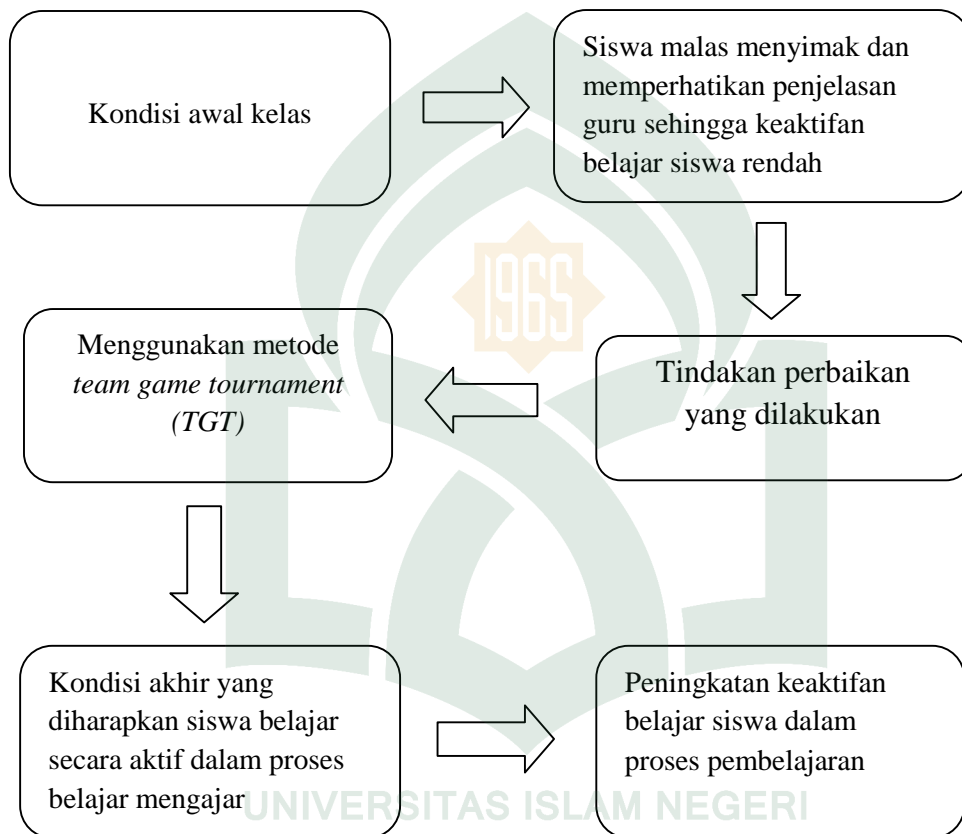 Kondisi awal kelas
Siswa malas menyimak dan
memperhatikan penjelasan
guru sehingga keaktifan
belajar siswa rendah
Tindakan perbaikan
yang dilakukan
Menggunakan metode
team game tournament
(TGT)
Kondisi akhir yang
diharapkan siswa belajar
secara aktif dalam proses
belajar mengajar
Peningkatan keaktifan
belajar siswa dalam
proses pembelajaran
1965
UNIVERSITAS ISLAM NEGERI